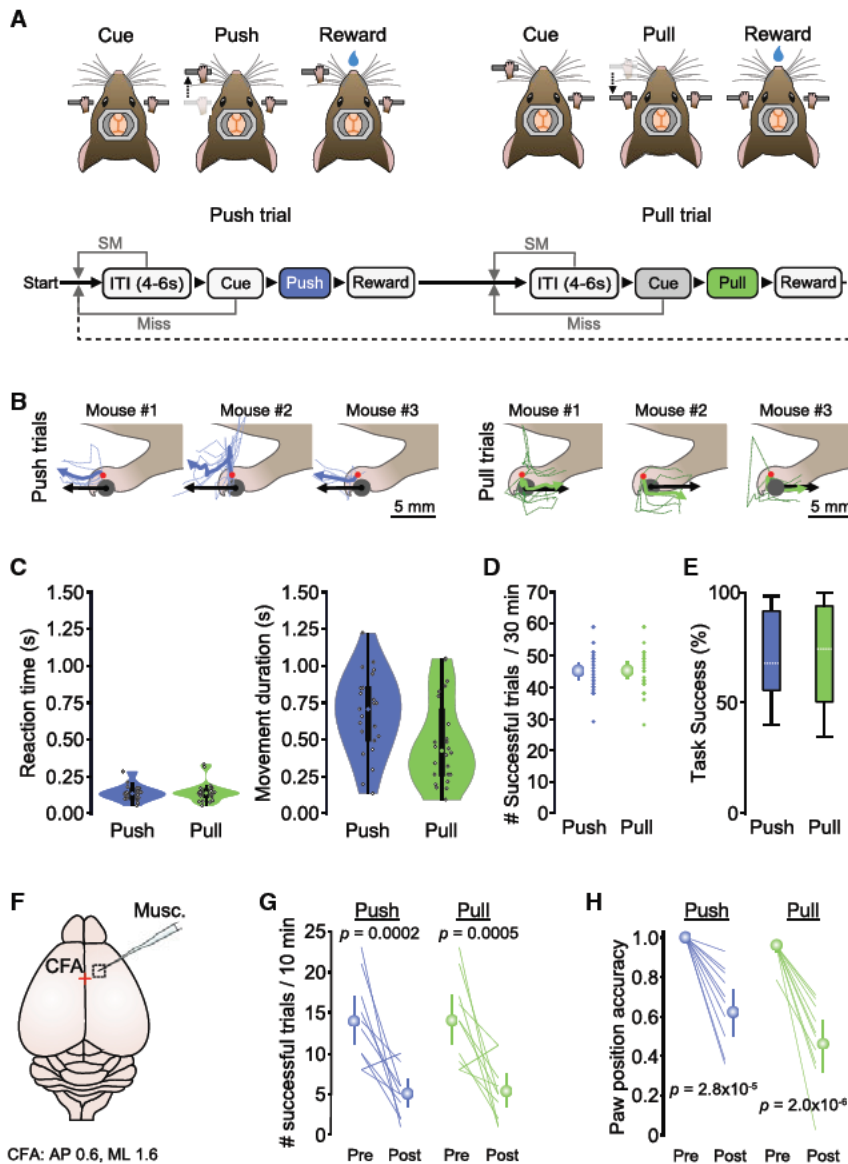 A
Cue Push Reward Cue Pull Reward
Push trial Pull trial
SM SM
Start ITI (4-6s) Cue Push Reward ITI (4-6s) Cue Pull Reward
Miss Miss
B
Mouse #1 Mouse #2 Mouse #3 Mouse #1 Mouse #2 Mouse #3
Push trials
Pull trials
5 mm 5 mm
C
Reaction time (s)
1.50
1.25
1.00
0.75
0.50
0.25
0.00
Push Pull
Movement duration (s)
1.50
1.25
1.00
0.75
0.50
0.25
0.00
Push Pull
D
# Successful trials / 30 min
70
60
50
40
30
20
10
0
Push Pull
E
Task Success (%)
100
50
0
Push Pull
F
Musc.
CFA
CFA: AP 0.6, ML 1.6
G
Push Pull
p = 0.0002 p = 0.0005
# successful trials / 10 min
25
20
15
10
5
0
Pre Post Pre Post
H
Push Pull
Paw position accuracy
1.0
0.8
0.6
0.4
0.2
0
p = 2.8x10-5
p = 2.0x10-6
Pre Post Pre Post